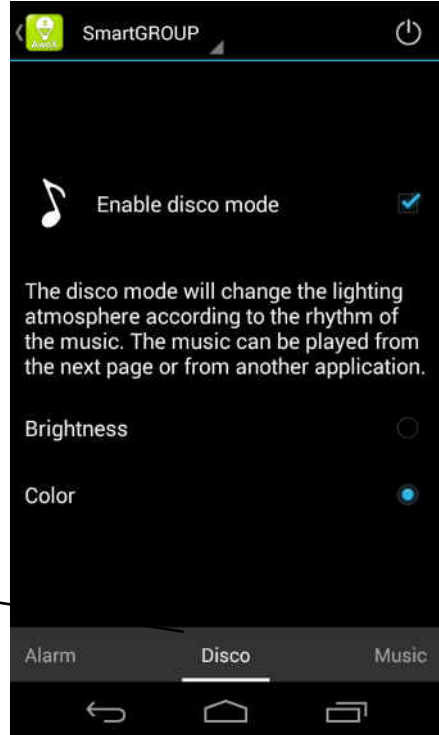 AwoX
SmartGROUP
Enable disco mode
The disco mode will change the lighting
atmosphere according to the rhythm of
the music. The music can be played from
the next page or from another application.
Brightness
Color
Alarm Disco Music